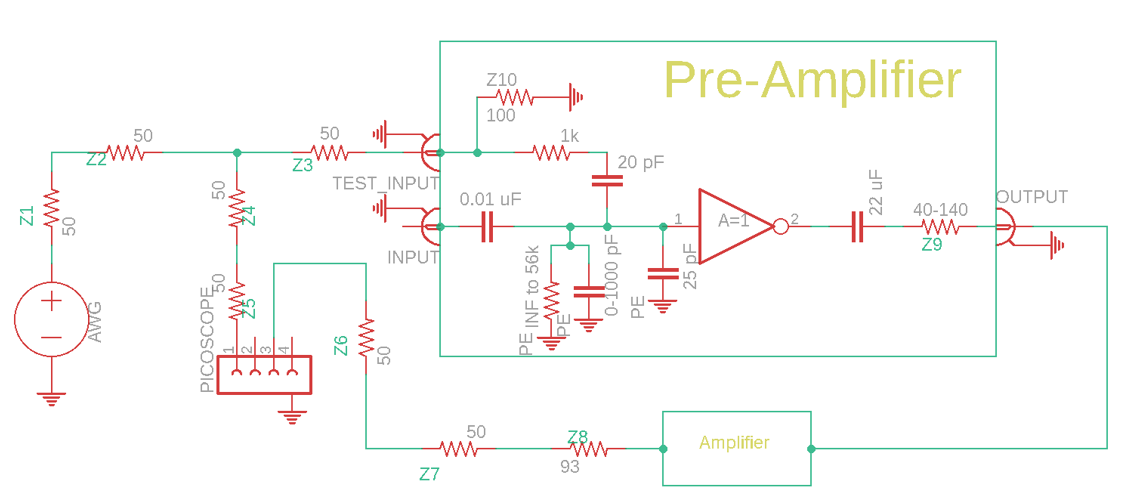 Pre-Amplifier
Z10
100
50
Z2
50
Z3
1k
20 pF
TEST_INPUT
0.01 uF
INPUT
Z1
50
50
Z4
50
Z5
AWG
PICOSCOPE
1
2
3
4
Z6
50
PE
INF to 56k
PE
0-1000 pF
PE
25 pF
1
A=1
2
22 uF
40-140
Z9
OUTPUT
50
Z7
Z8
93
Amplifier